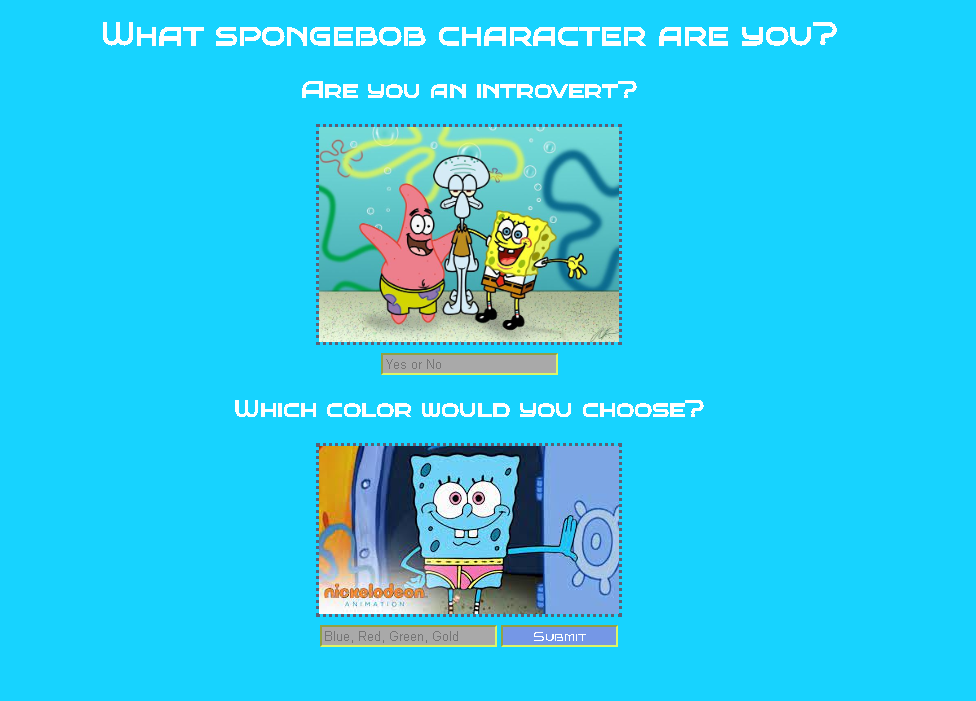 What spongebob character are you?
Are you an introvert?
Yes or No
Which color would you choose?
nickelodeon
ANIMATION
Blue, Red, Green, Gold
Submit